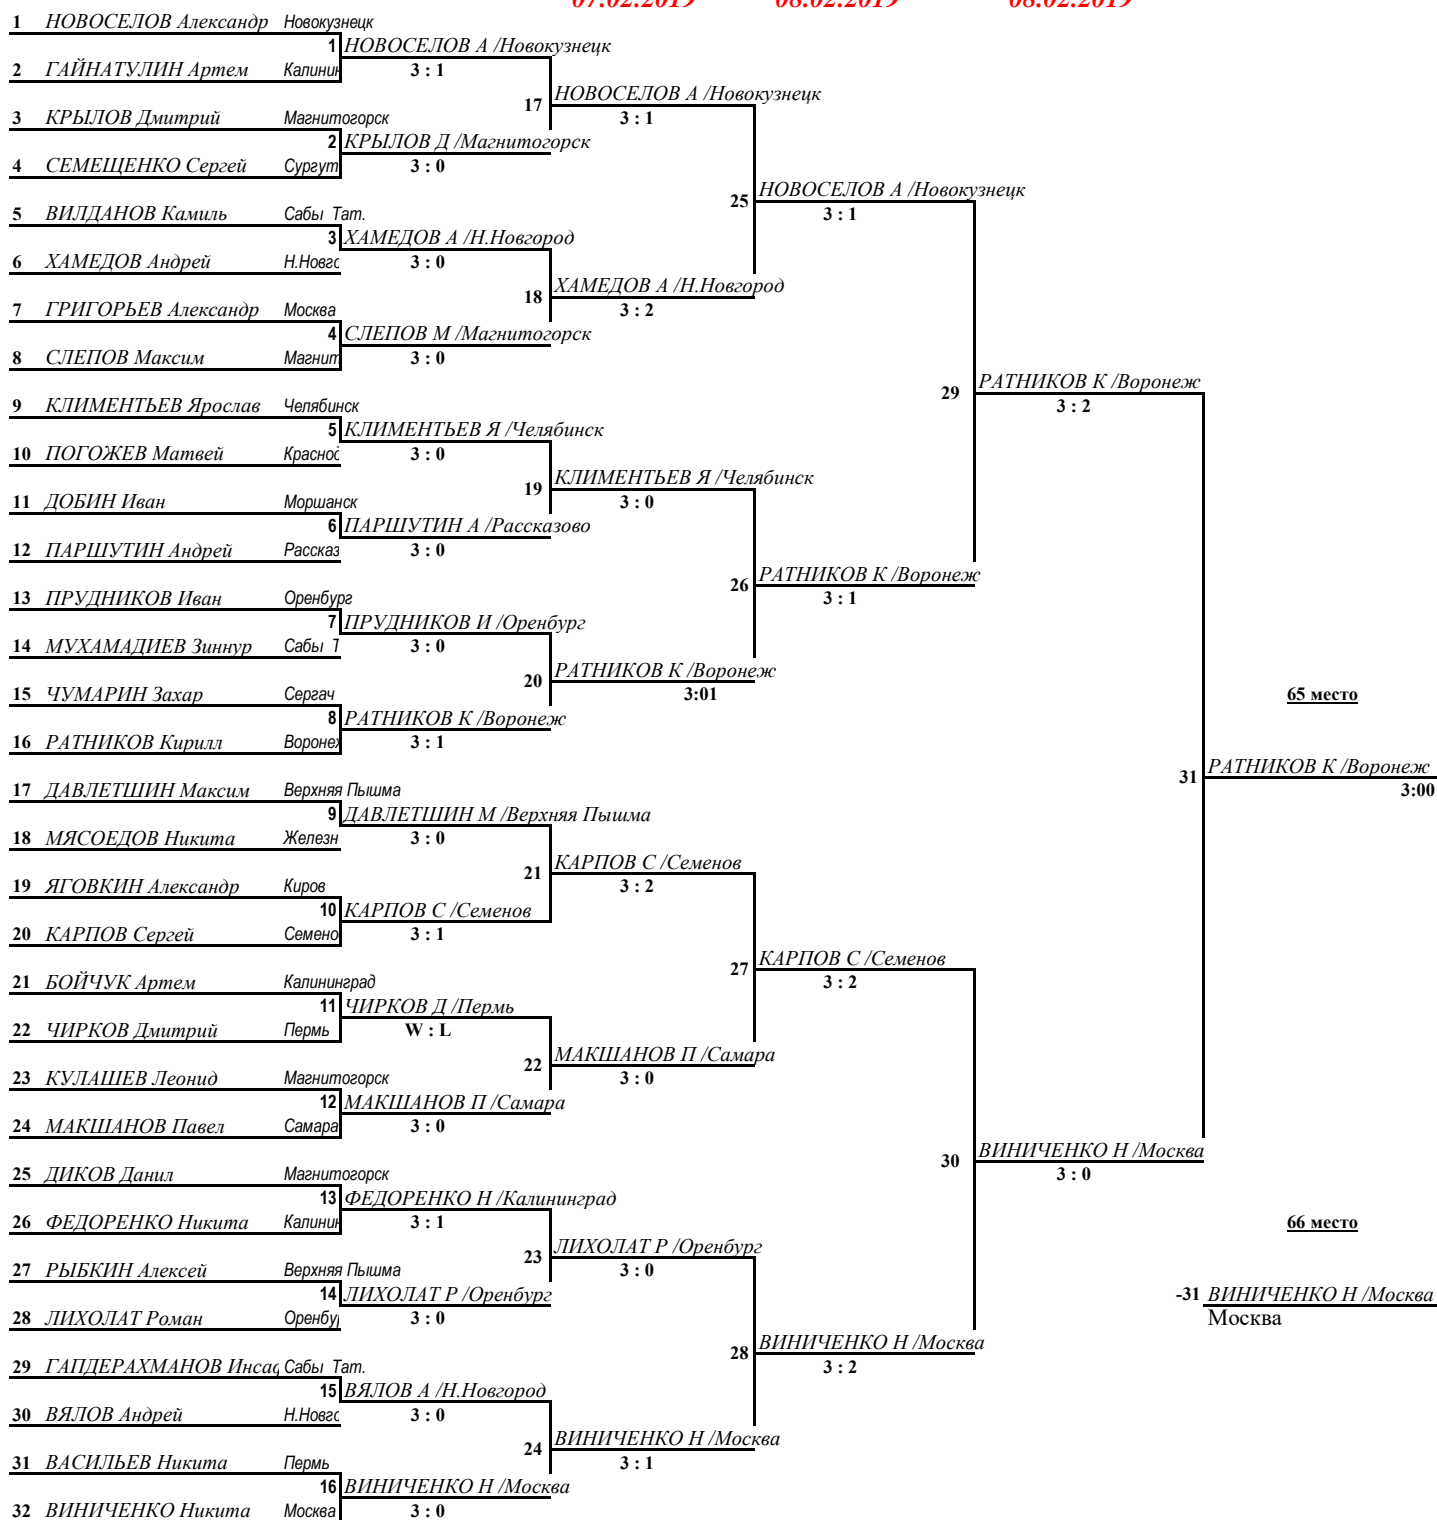 07.02.2019 08.02.2019 08.02.2019
1 НОВОСЕЛОВ Александр Новокузнецк
1 НОВОСЕЛОВ А /Новокузнецк
2 ГАЙНАТУЛИН Артем Калинин 3 : 1
17 НОВОСЕЛОВ А /Новокузнецк
3 КРЫЛОВ Дмитрий Магнитогорск 3 : 1
2 КРЫЛОВ Д /Магнитогорск
4 СЕМЕЩЕНКО Сергей Сургут 3 : 0
25 НОВОСЕЛОВ А /Новокузнецк
5 ВИЛДАНОВ Камиль Сабы Тат. 3 : 1
3 ХАМЕДОВ А /Н.Новгород
6 ХАМЕДОВ Андрей Н.Новго 3 : 0
18 ХАМЕДОВ А /Н.Новгород
7 ГРИГОРЬЕВ Александр Москва 3 : 2
4 СЛЕПОВ М /Магнитогорск
8 СЛЕПОВ Максим Магнит 3 : 0
29 РАТНИКОВ К /Воронеж
9 КЛИМЕНТЬЕВ Ярослав Челябинск 3 : 2
5 КЛИМЕНТЬЕВ Я /Челябинск
10 ПОГОЖЕВ Матвей Краснод 3 : 0
19 КЛИМЕНТЬЕВ Я /Челябинск
11 ДОБИН Иван Моршанск 3 : 0
6 ПАРШУТИН А /Рассказово
12 ПАРШУТИН Андрей Рассказ 3 : 0
26 РАТНИКОВ К /Воронеж
13 ПРУДНИКОВ Иван Оренбург 3 : 1
7 ПРУДНИКОВ И /Оренбург
14 МУХАМАДИЕВ Зиннур Сабы Т 3 : 0
20 РАТНИКОВ К /Воронеж
15 ЧУМАРИН Захар Сергач 3:01 65 место
8 РАТНИКОВ К /Воронеж
16 РАТНИКОВ Кирилл Воронеж 3 : 1
31 РАТНИКОВ К /Воронеж
17 ДАВЛЕТШИН Максим Верхняя Пышма 3:00
9 ДАВЛЕТШИН М /Верхняя Пышма
18 МЯСОЕДОВ Никита Железн 3 : 0
21 КАРПОВ С /Семенов
19 ЯГОВКИН Александр Киров 3 : 2
10 КАРПОВ С /Семенов
20 КАРПОВ Сергей Семено 3 : 1
27 КАРПОВ С /Семенов
21 БОЙЧУК Артем Калининград 3 : 2
11 ЧИРКОВ Д /Пермь
22 ЧИРКОВ Дмитрий Пермь W : L
22 МАКШАНОВ П /Самара
23 КУЛАШЕВ Леонид Магнитогорск 3 : 0
12 МАКШАНОВ П /Самара
24 МАКШАНОВ Павел Самара 3 : 0
30 ВИНИЧЕНКО Н /Москва
25 ДИКОВ Данил Магнитогорск 3 : 0
13 ФЕДОРЕНКО Н /Калининград
26 ФЕДОРЕНКО Никита Калинин 3 : 1 66 место
23 ЛИХОЛАТ Р /Оренбург
27 РЫБКИН Алексей Верхняя Пышма 3 : 0
14 ЛИХОЛАТ Р /Оренбург -31 ВИНИЧЕНКО Н /Москва
28 ЛИХОЛАТ Роман Оренбу 3 : 0 Москва
28 ВИНИЧЕНКО Н /Москва
29 ГАПДЕРАХМАНОВ Инсаф Сабы Тат. 3 : 2
15 ВЯЛОВ А /Н.Новгород
30 ВЯЛОВ Андрей Н.Новго 3 : 0
24 ВИНИЧЕНКО Н /Москва
31 ВАСИЛЬЕВ Никита Пермь 3 : 1
16 ВИНИЧЕНКО Н /Москва
32 ВИНИЧЕНКО Никита Москва 3 : 0